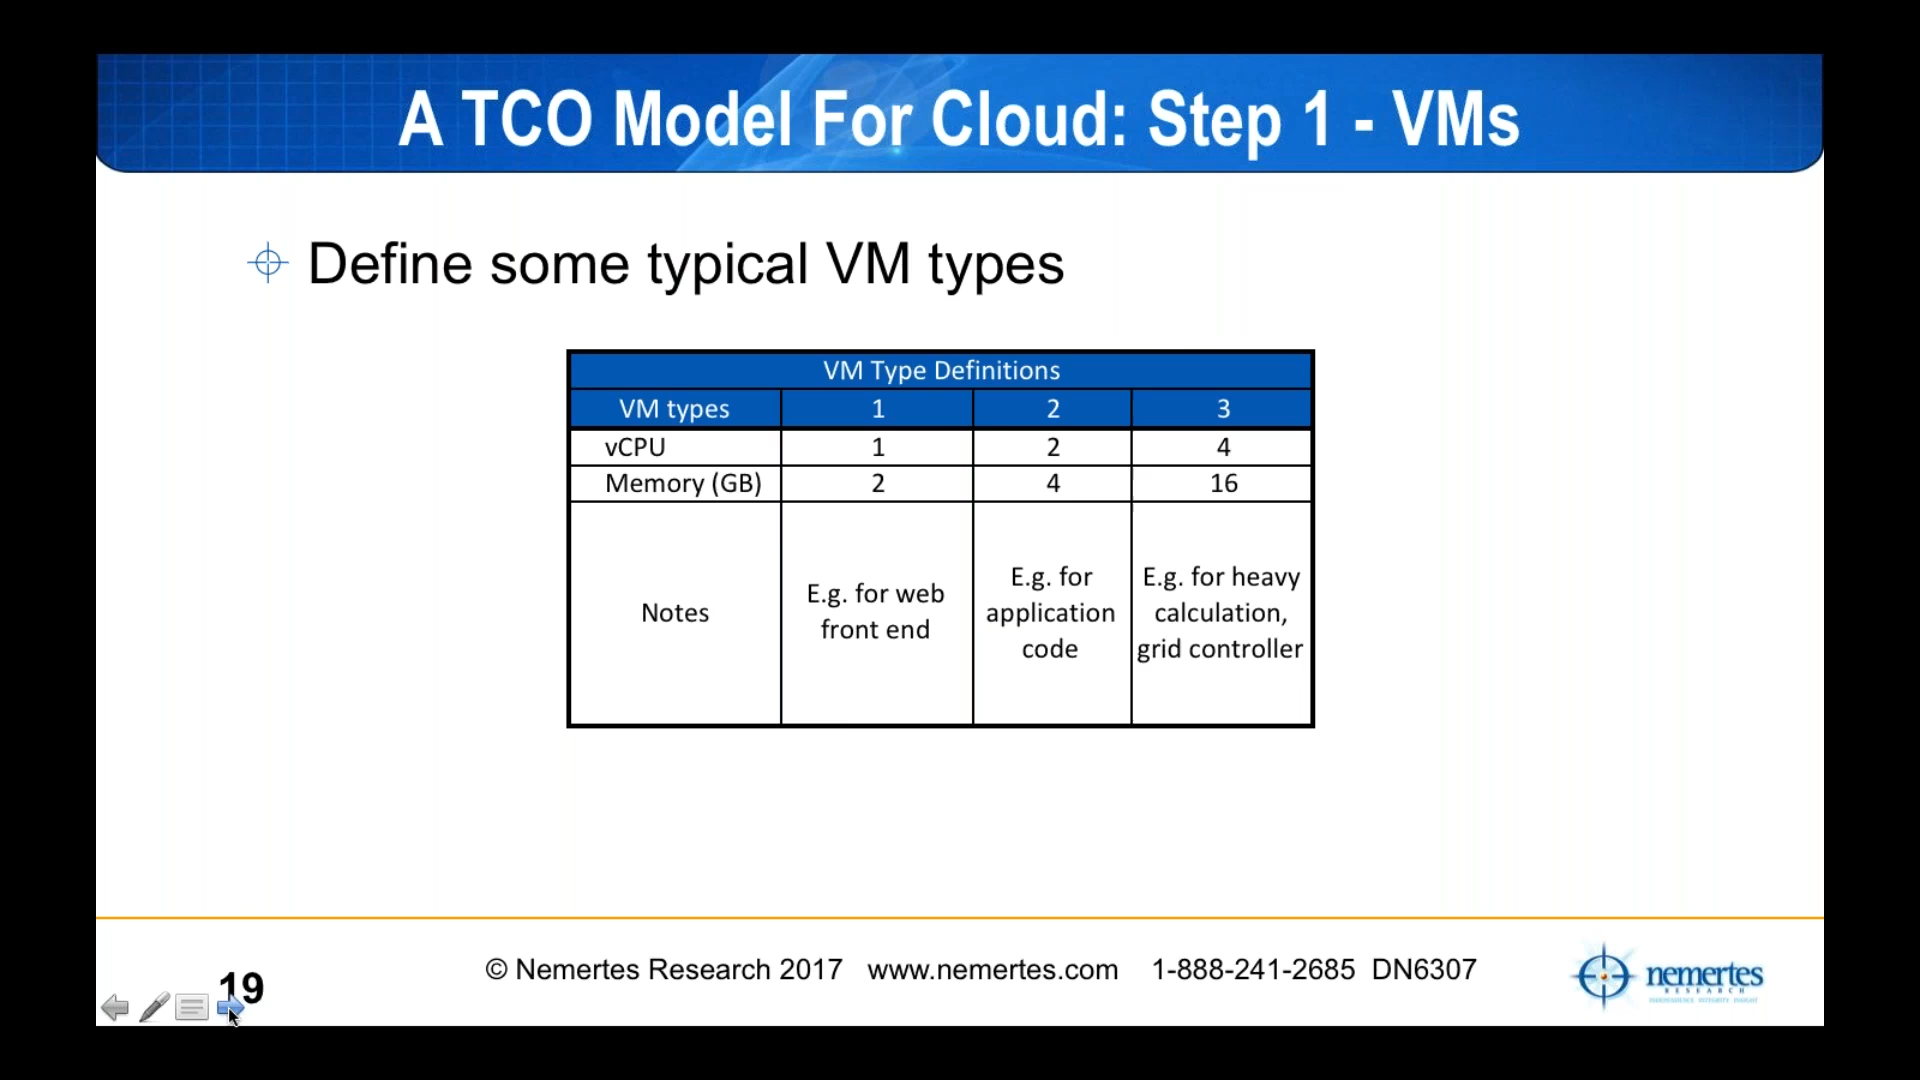 A TCO Model For Cloud: Step 1 - VMs
Define some typical VM types
VM Type Definitions
VM types 1 2 3
vCPU 1 2 4
Memory (GB) 2 4 16
Notes
E.g. for web
front end
E.g. for
application
code
E.g. for heavy
calculation,
grid controller
19
© Nemertes Research 2017 www.nemertes.com 1-888-241-2685 DN6307
nemertes
RESEARCH